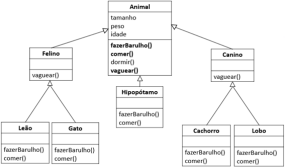 Animal
tamanho
peso
idade
fazerBarulho()
comer()
dormir()
vaguear()
Felino
vaguear()
Canino
vaguear()
Hipopótamo
fazerBarulho()
comer()
Leão
fazerBarulho()
comer()
Gato
fazerBarulho()
comer()
Cachorro
fazerBarulho()
comer()
Lobo
fazerBarulho()
comer()